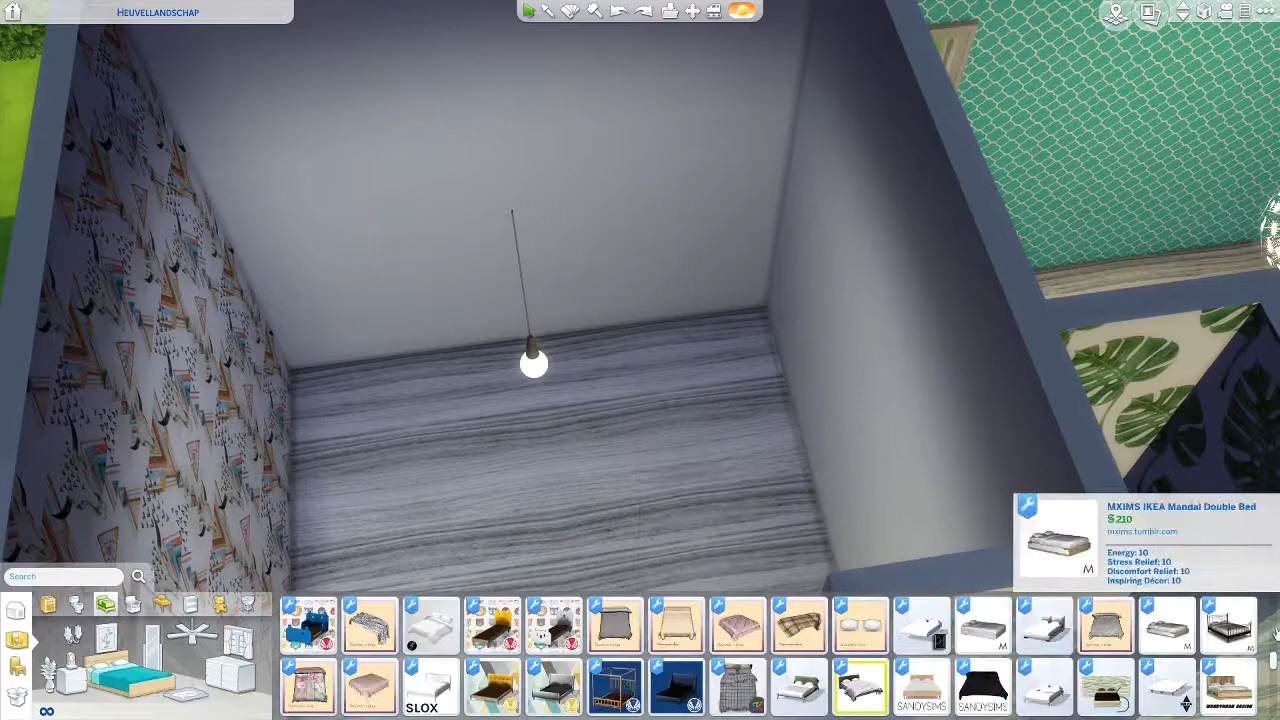 HEUVELLANDSCHAP
MXIMS IKEA Mandal Double Bed
§210
mxims.tumblr.com
Energy: 10
Stress Relief: 10
Discomfort Relief: 10
Inspiring Décor: 10
M
Search
M
M
M
SLOX
SANDYSIMS
SANDYSIMS